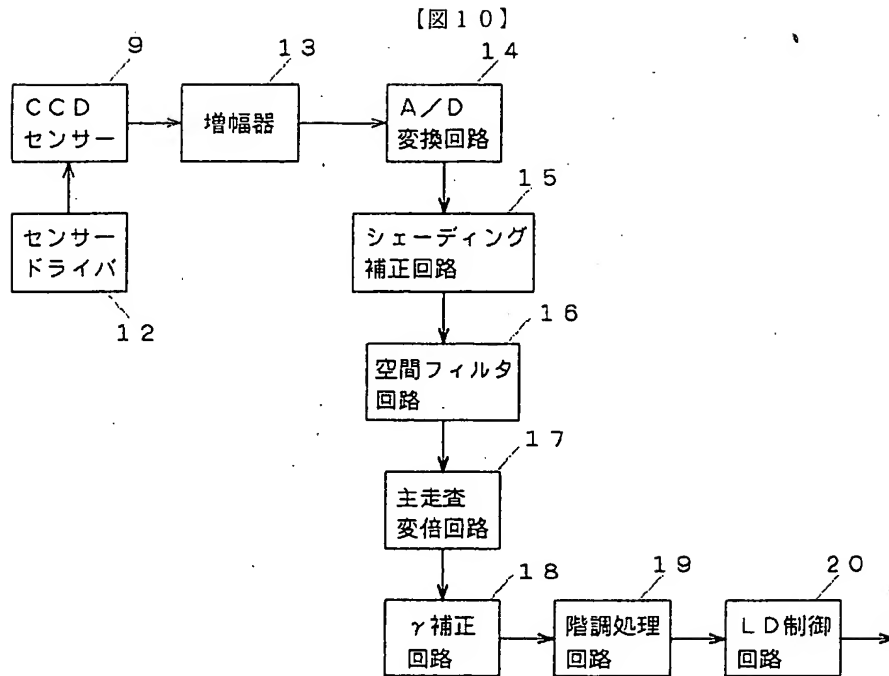 【図１０】
９
１３
１４
ＣＣＤ
センサー
増幅器
Ａ／Ｄ
変換回路
センサー
ドライバ
１２
１５
シェーディング
補正回路
１６
空間フィルタ
回路
１７
主走査
変倍回路
１８
γ補正
回路
１９
階調処理
回路
２０
ＬＤ制御
回路